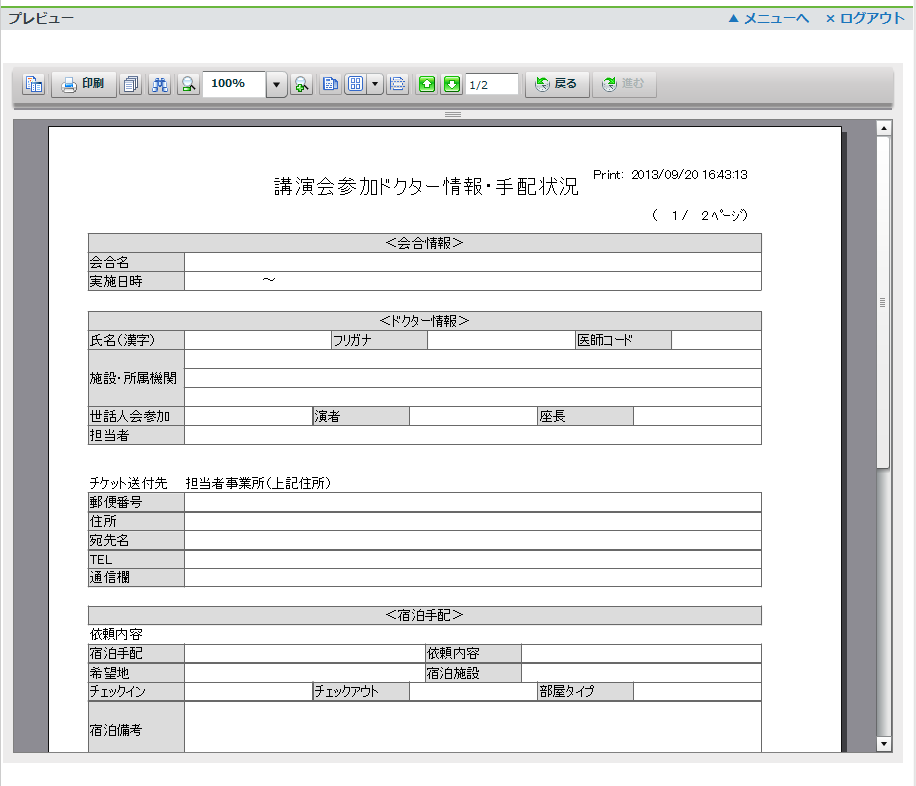 プレビュー ▲ メニューへ × ログアウト
印刷 100% 1/2 戻る 進む
講演会参加ドクター情報・手配状況 Print: 2013/09/20 16:43:13
( 1 / 2ページ)
<会合情報>
会合名
実施日時 ～
<ドクター情報>
氏名(漢字) フリガナ 医師コード
施設・所属機関
世話人会参加 演者 座長
担当者
チケット送付先 担当者事業所(上記住所)
郵便番号
住所
宛先名
TEL
通信欄
<宿泊手配>
依頼内容
宿泊手配 依頼内容
希望地 宿泊施設
チェックイン チェックアウト 部屋タイプ
宿泊備考